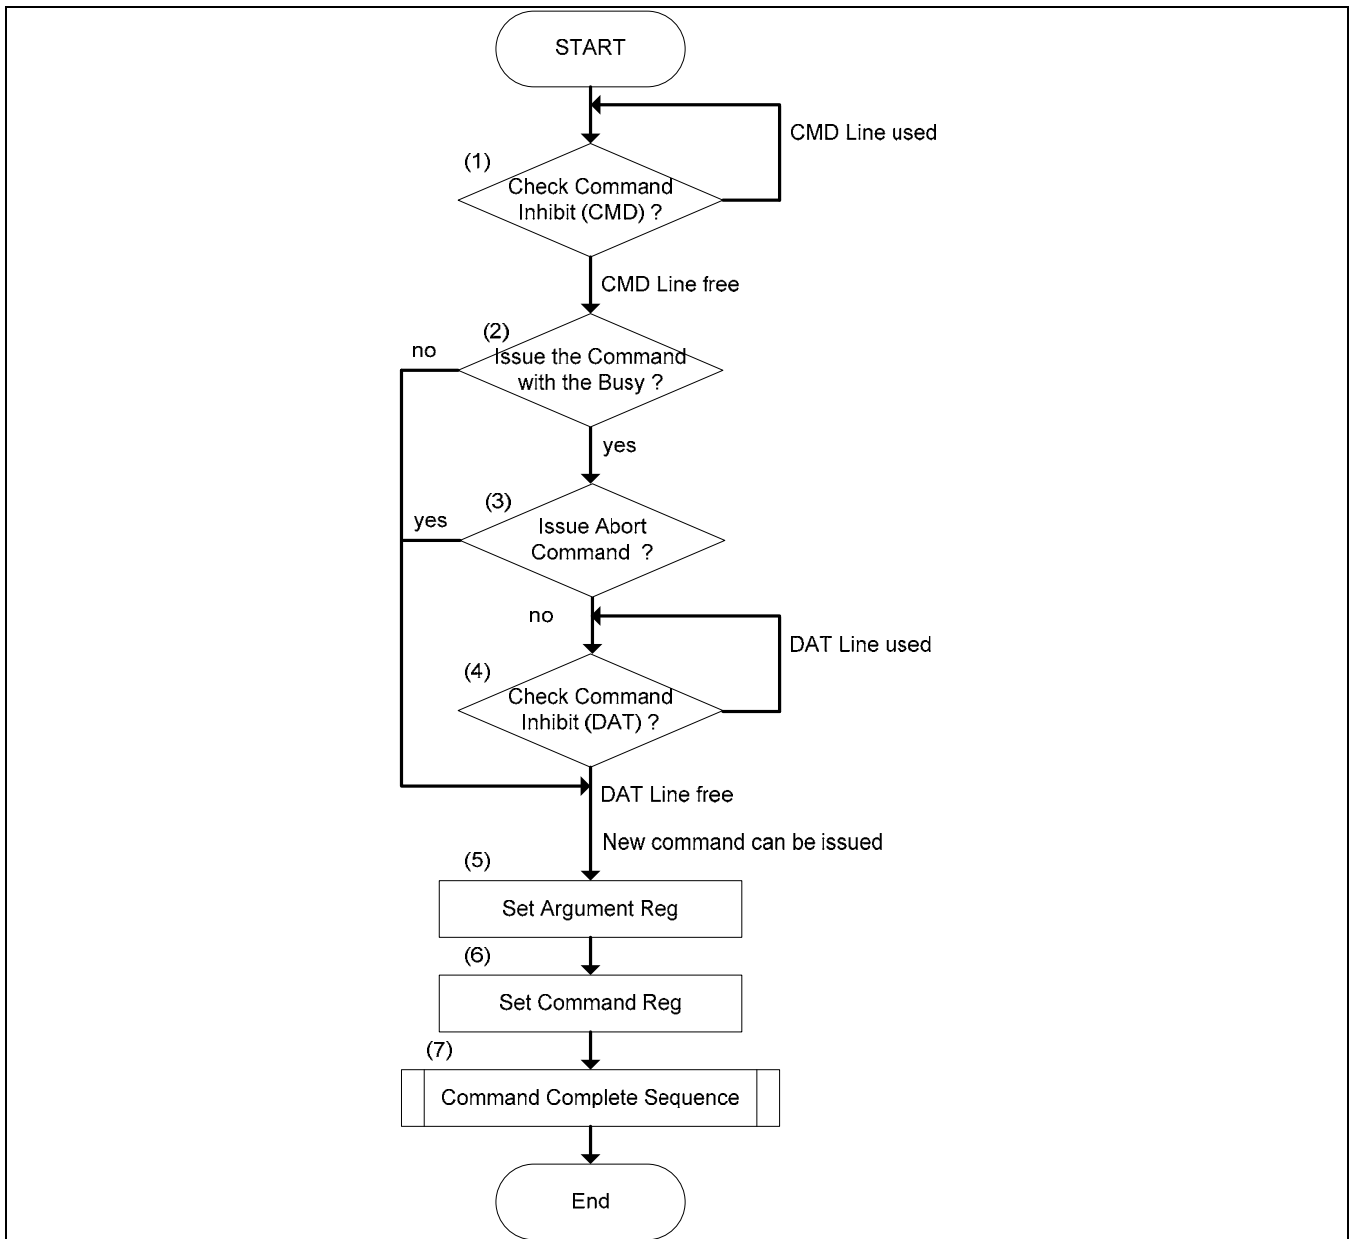 START
CMD Line used
(1)
Check Command
Inhibit (CMD) ?
CMD Line free
(2)
no
Issue the Command
with the Busy ?
yes
(3)
yes
Issue Abort
Command ?
no
DAT Line used
(4)
Check Command
Inhibit (DAT) ?
DAT Line free
New command can be issued
(5)
Set Argument Reg
(6)
Set Command Reg
(7)
Command Complete Sequence
End